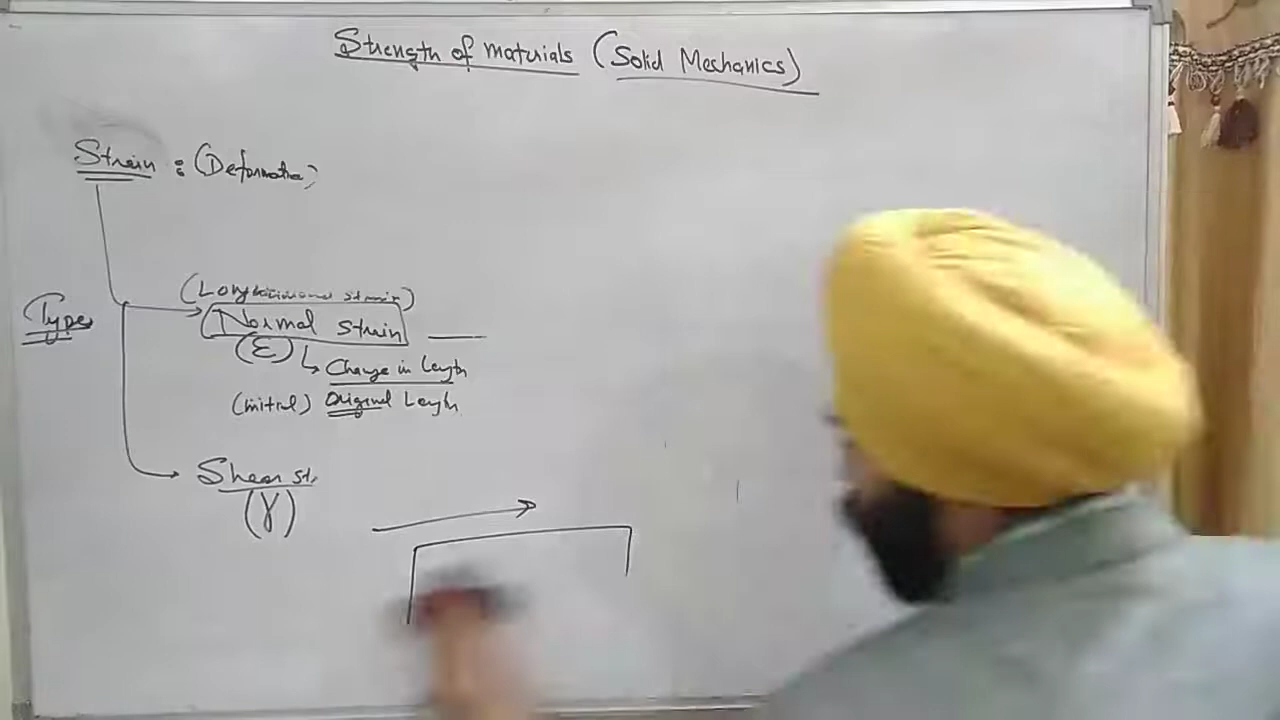 Strength of materials (Solid Mechanics)
Strain : (Deformation)
Types
(Longitudinal strain)
Normal strain
(ε) ↳ Change in Length
(initial) Original Length
Shear st.
(γ)